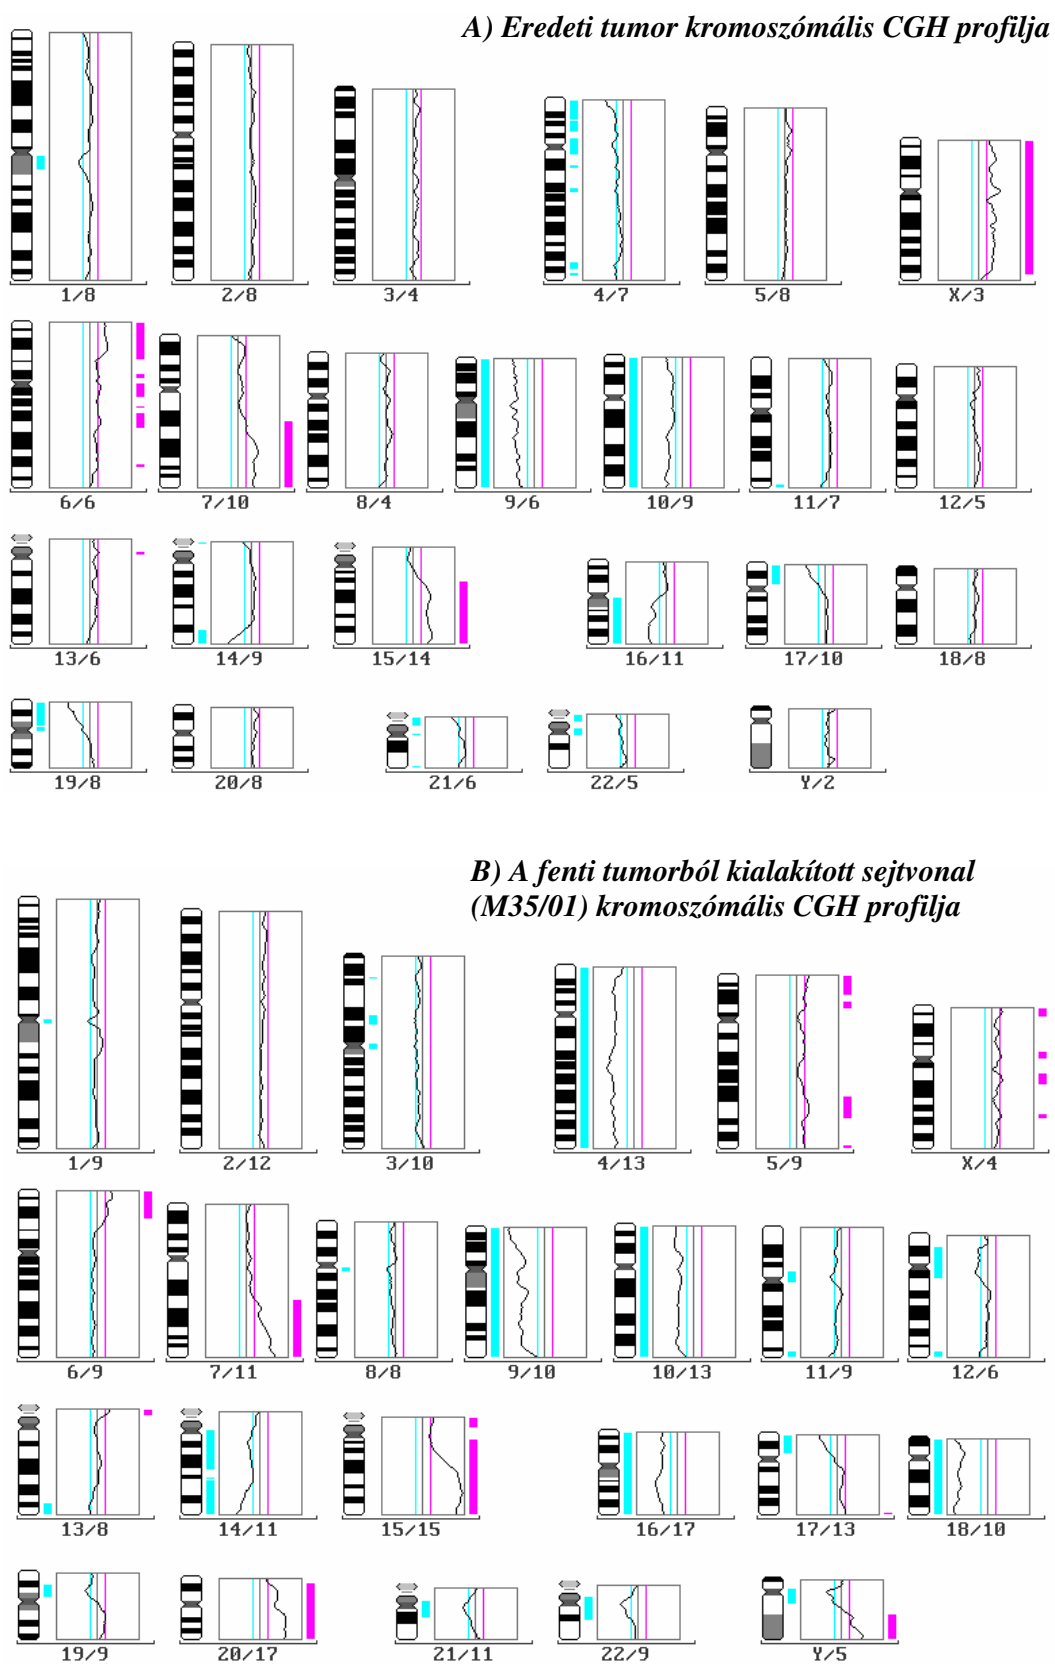 A) Eredeti tumor kromoszómális CGH profilja
1/8 2/8 3/4 4/7 5/8 X/3
6/6 7/10 8/4 9/6 10/9 11/7 12/5
13/6 14/9 15/14 16/11 17/10 18/8
19/8 20/8 21/6 22/5 Y/2
B) A fenti tumorból kialakított sejtvonal
(M35/01) kromoszómális CGH profilja
1/9 2/12 3/10 4/13 5/9 X/4
6/9 7/11 8/8 9/10 10/13 11/9 12/6
13/8 14/11 15/15 16/17 17/13 18/10
19/9 20/17 21/11 22/9 Y/5